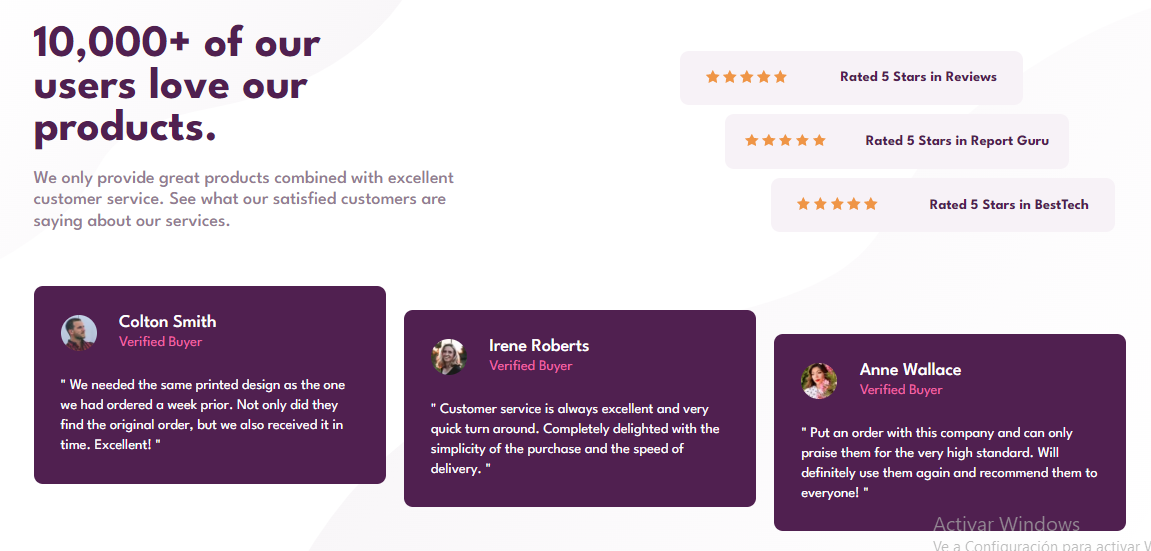 10,000+ of our
users love our
products.
We only provide great products combined with excellent
customer service. See what our satisfied customers are
saying about our services.
Rated 5 Stars in Reviews
Rated 5 Stars in Report Guru
Rated 5 Stars in BestTech
Colton Smith
Verified Buyer
" We needed the same printed design as the one
we had ordered a week prior. Not only did they
find the original order, but we also received it in
time. Excellent! "
Irene Roberts
Verified Buyer
" Customer service is always excellent and very
quick turn around. Completely delighted with the
simplicity of the purchase and the speed of
delivery. "
Anne Wallace
Verified Buyer
" Put an order with this company and can only
praise them for the very high standard. Will
definitely use them again and recommend them to
everyone! "
Activar Windows
Ve a Configuración para activar W